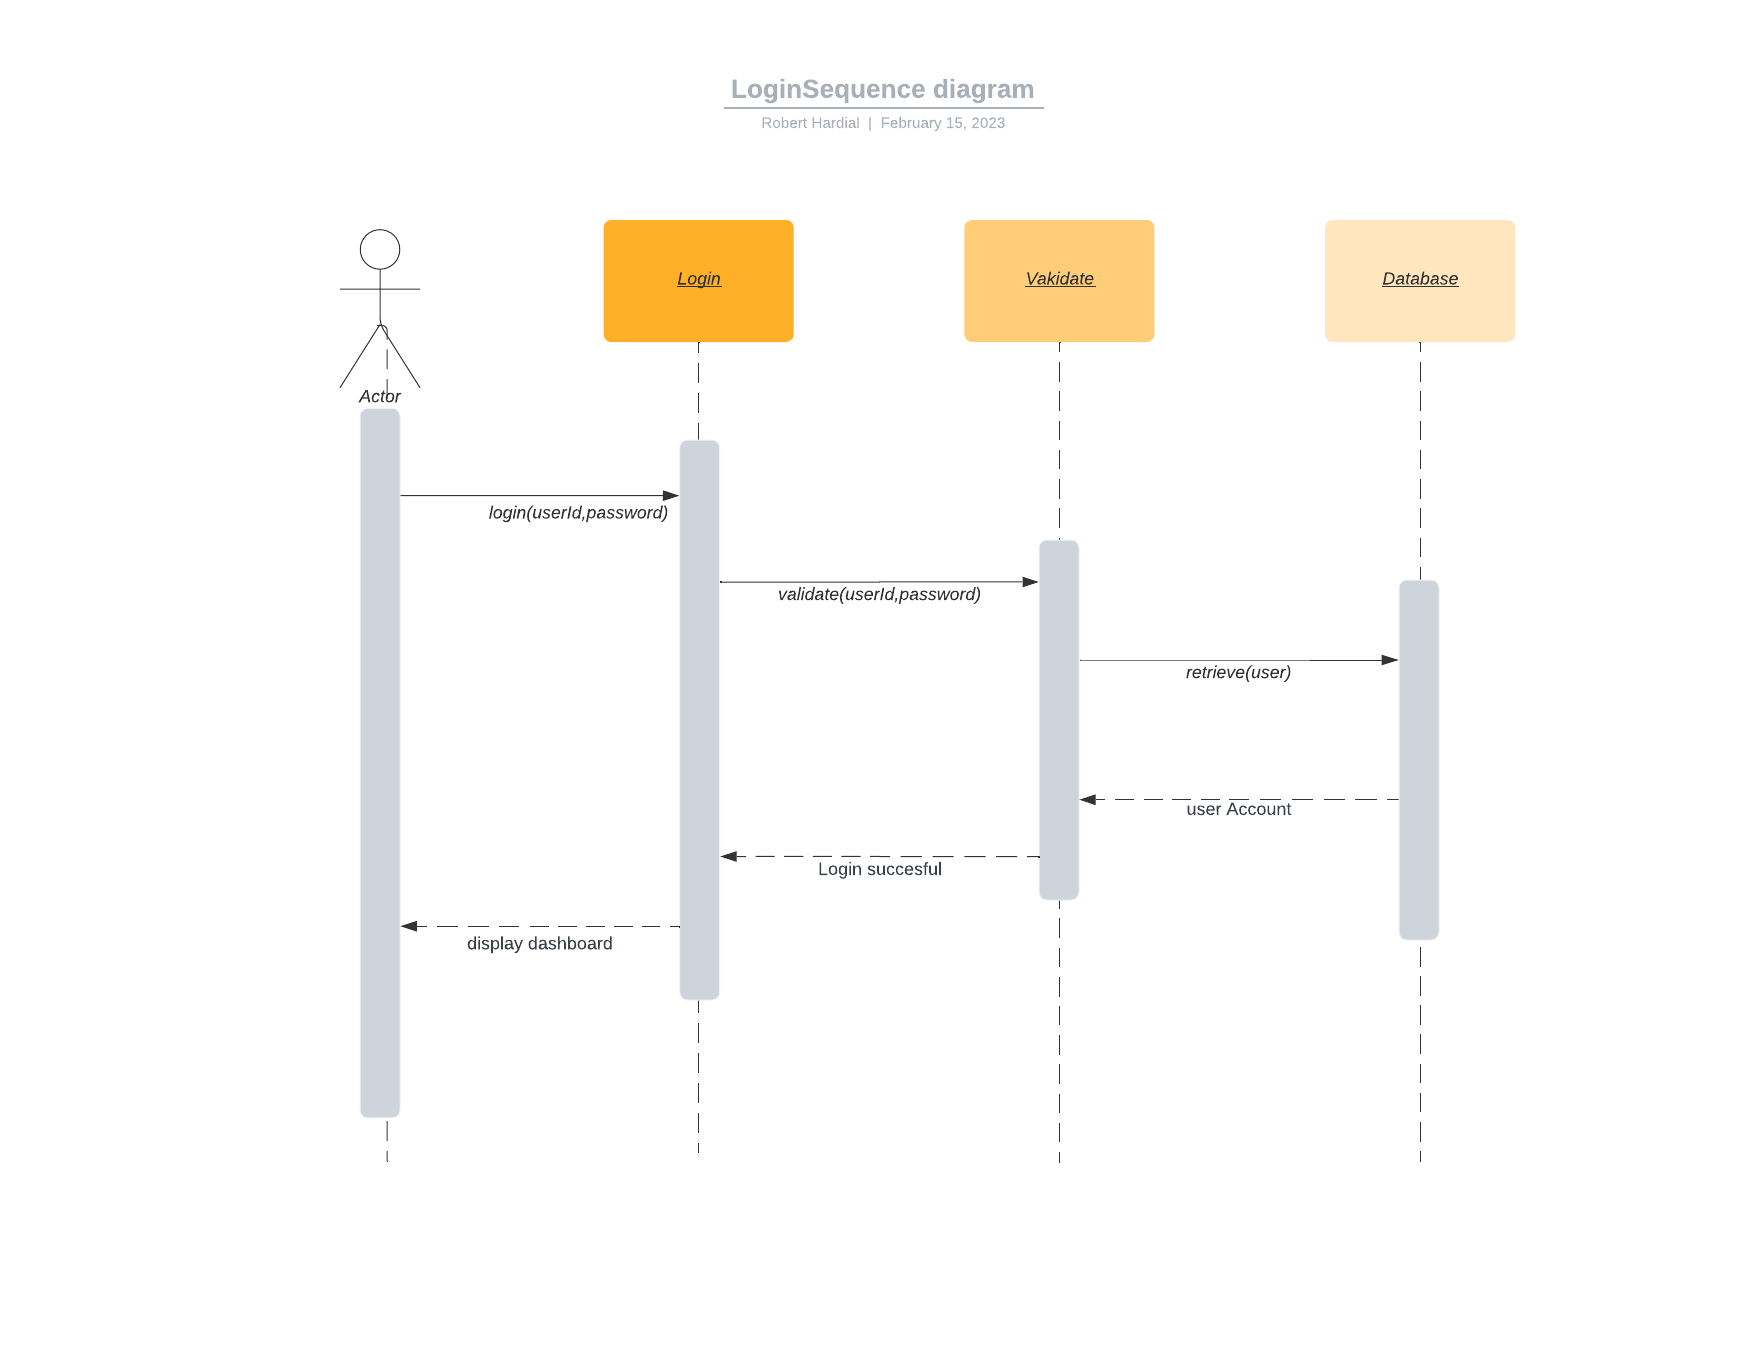 LoginSequence diagram
Robert Hardial | February 15, 2023
Login
Vakidate
Database
Actor
login(userId,password)
validate(userId,password)
retrieve(user)
user Account
Login succesful
display dashboard